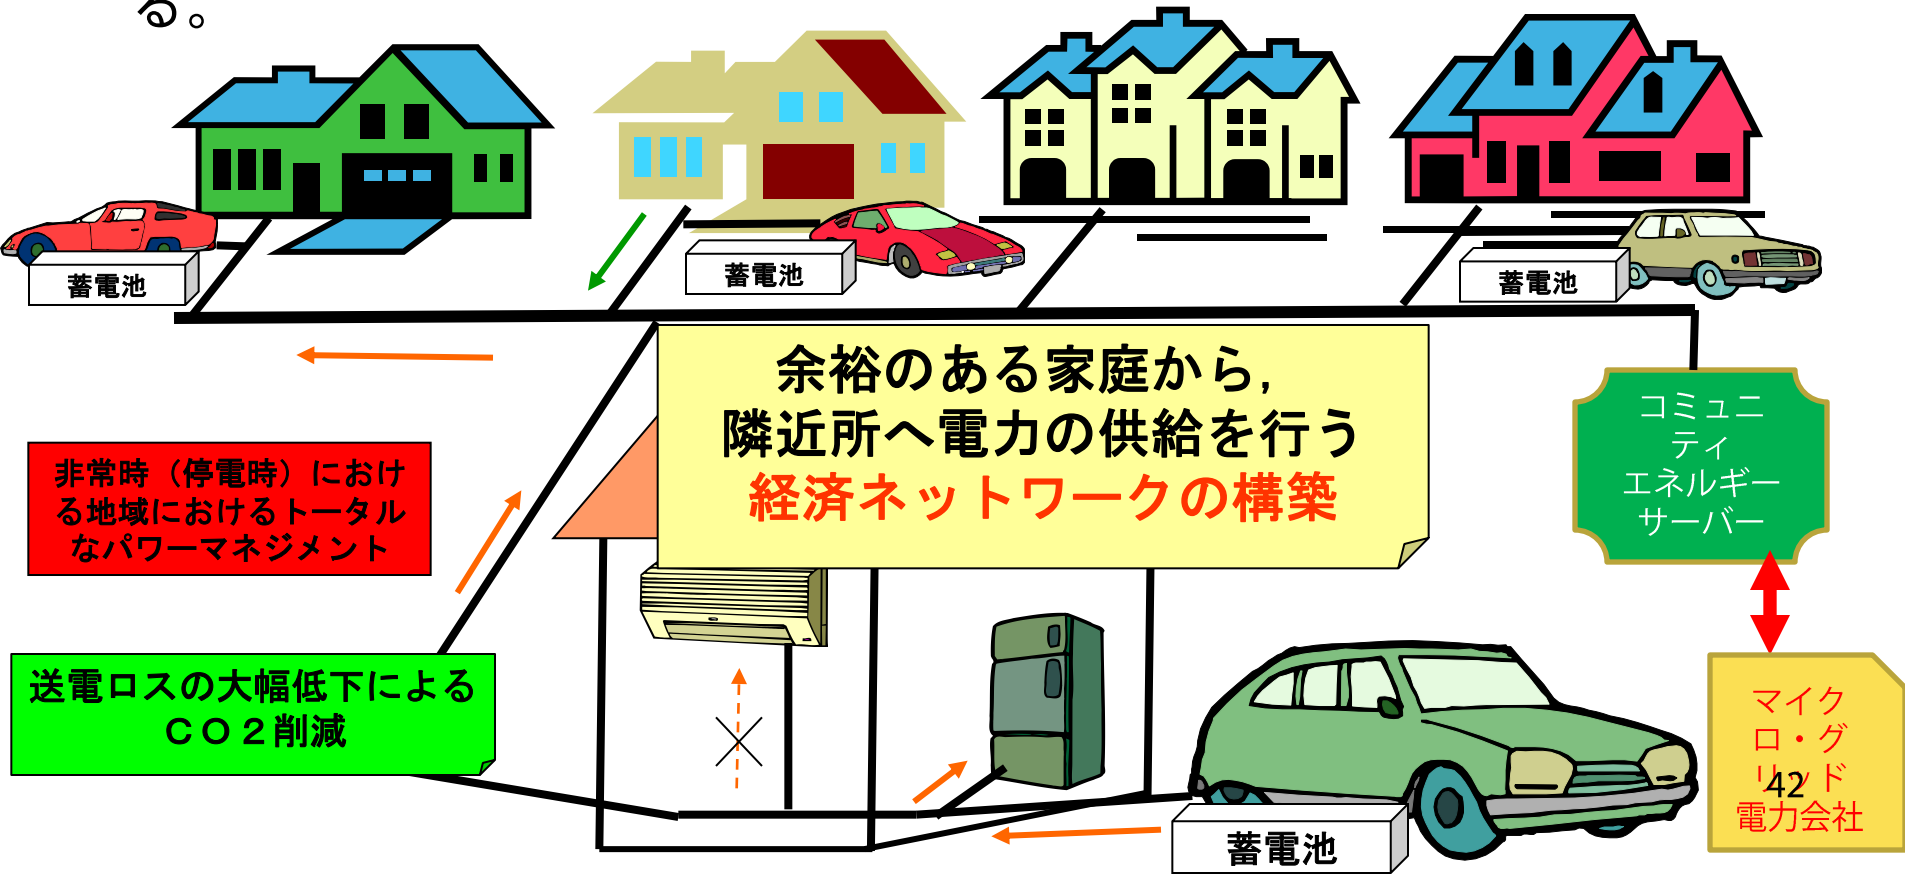 る。
蓄電池
蓄電池
蓄電池
余裕のある家庭から,
隣近所へ電力の供給を行う
経済ネットワークの構築
コミュニ
ティ
エネルギー
サーバー
非常時（停電時）におけ
る地域におけるトータル
なパワーマネジメント
送電ロスの大幅低下による
ＣＯ２削減
マイク
ロ・グ
リッド
42
電力会社
蓄電池